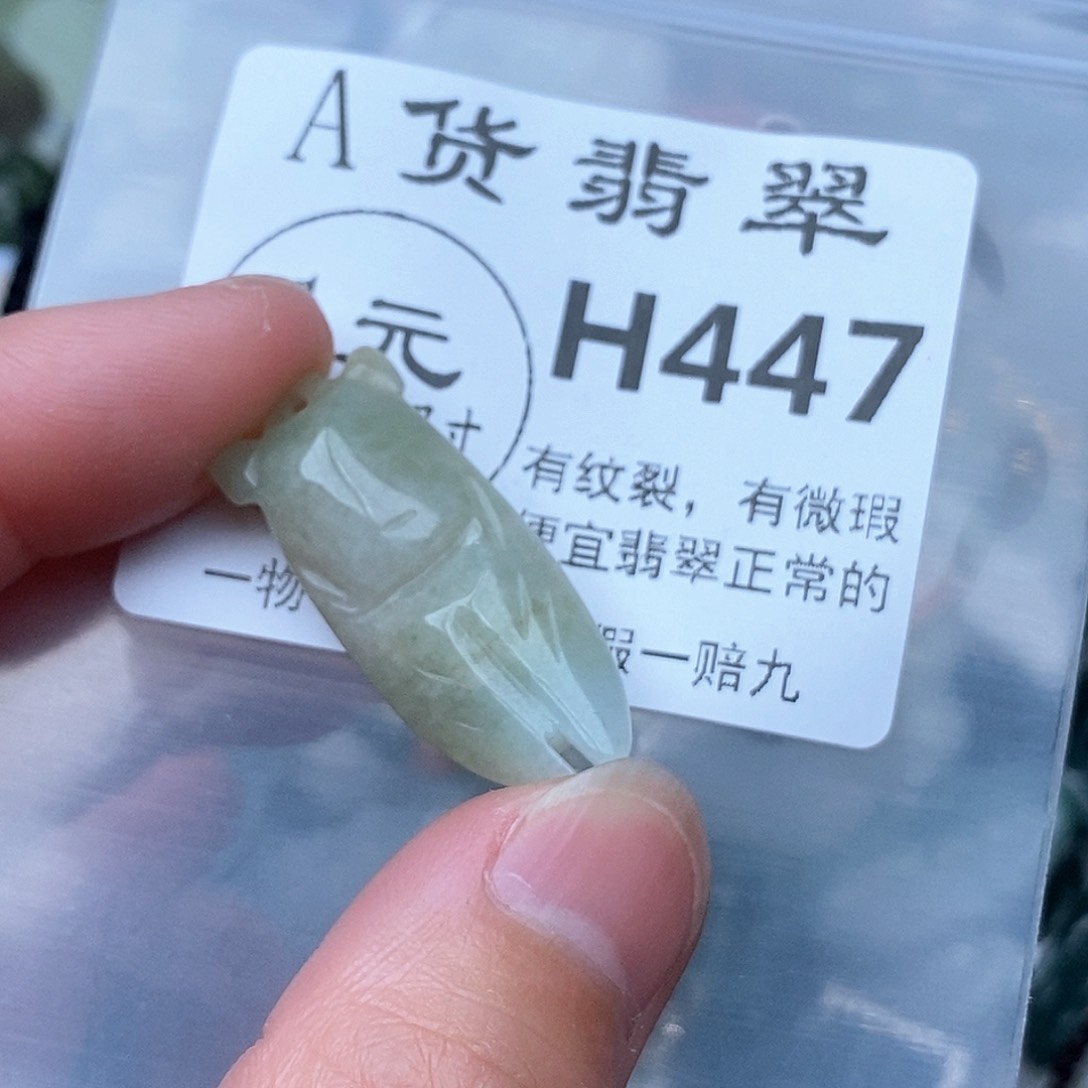 A货翡翠
元
H447
有纹裂，有微瑕
便宜翡翠正常的
一物
假一赔九